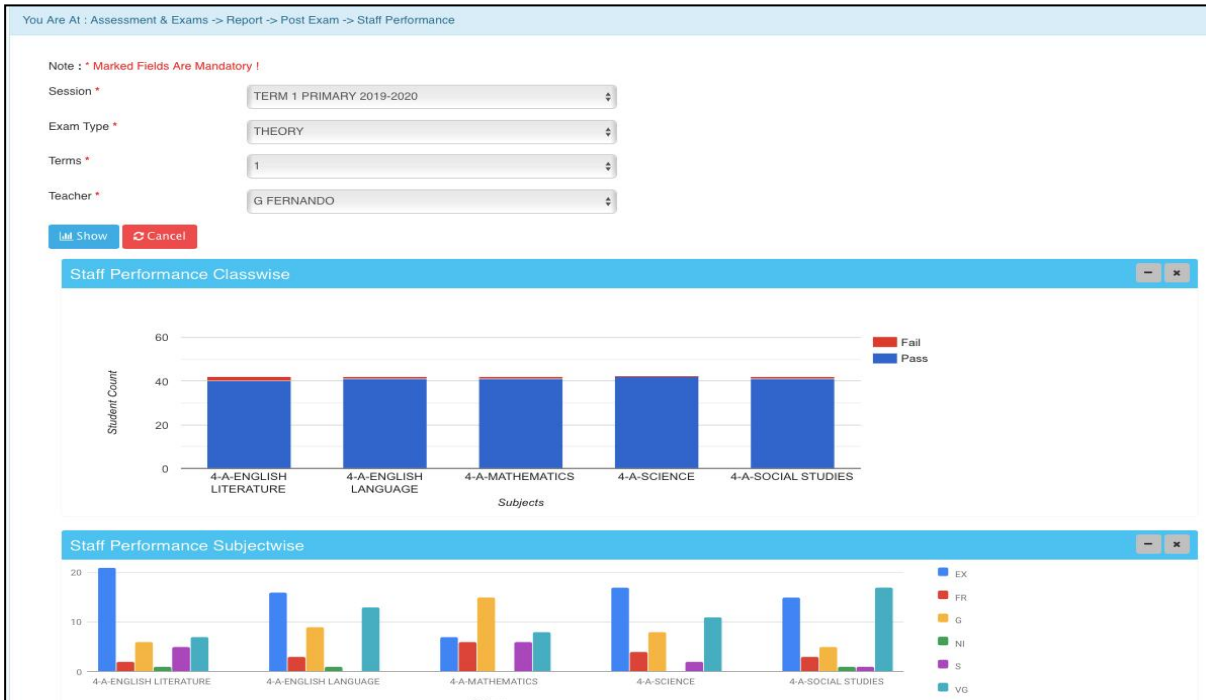 You Are At : Assessment & Exams -> Report -> Post Exam -> Staff Performance
Note : * Marked Fields Are Mandatory !
Session *
TERM 1 PRIMARY 2019-2020
Exam Type *
THEORY
Terms *
1
Teacher *
G FERNANDO
Show Cancel
Staff Performance Classwise
60
40
20
0
Student Count
4-A-ENGLISH LITERATURE
4-A-ENGLISH LANGUAGE
4-A-MATHEMATICS
4-A-SCIENCE
4-A-SOCIAL STUDIES
Subjects
Fail
Pass
Staff Performance Subjectwise
20
10
0
4-A-ENGLISH LITERATURE
4-A-ENGLISH LANGUAGE
4-A-MATHEMATICS
4-A-SCIENCE
4-A-SOCIAL STUDIES
EX
FR
G
NI
S
VG